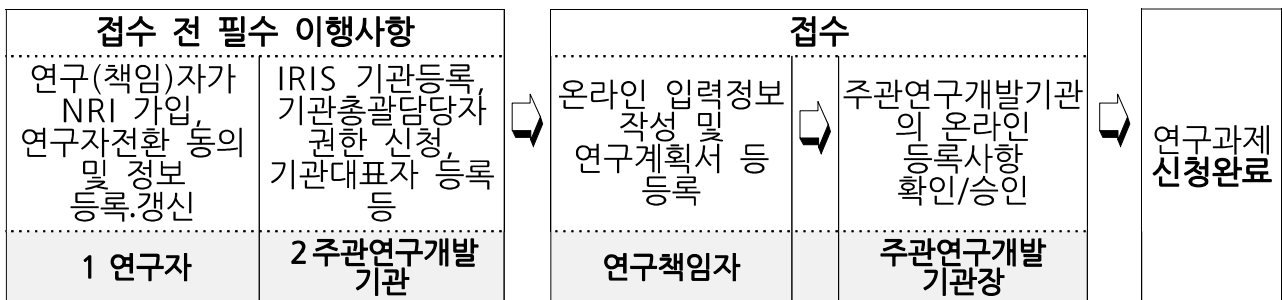 접수 전 필수 이행사항
연구(책임)자가
NRI 가입,
연구자전환 동의
및 정보
등록.갱신
1 연구자
IRIS 기관등록,
기관총괄담당자
권한 신청,
기관대표자 등록
등
2 주관연구개발
기관
접수
온라인 입력정보
작성 및
연구계획서 등
등록
연구책임자
주관연구개발기관
의 온라인
등록사항
확인/승인
주관연구개발
기관장
연구과제
신청완료